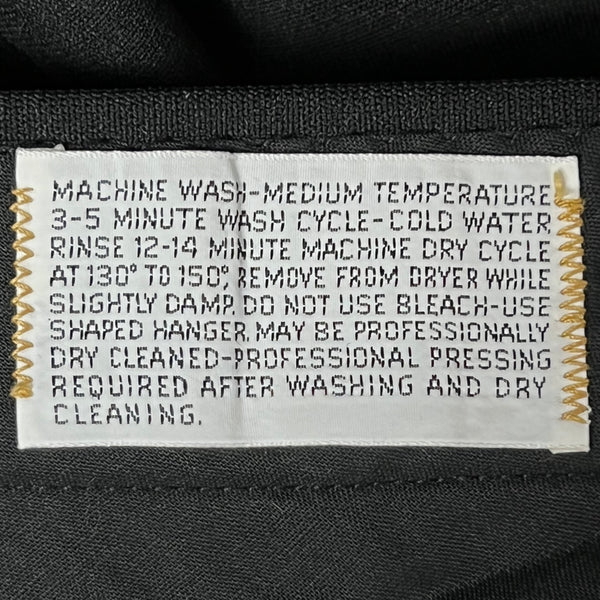 MACHINE WASH-MEDIUM TEMPERATURE
3-5 MINUTE WASH CYCLE-COLD WATER
RINSE 12-14 MINUTE MACHINE DRY CYCLE
AT 130° TO 150°, REMOVE FROM DRYER WHILE
SLIGHTLY DAMP. DO NOT USE BLEACH-USE
SHAPED HANGER. MAY BE PROFESSIONALLY
DRY CLEANED-PROFESSIONAL PRESSING
REQUIRED AFTER WASHING AND DRY
CLEANING.